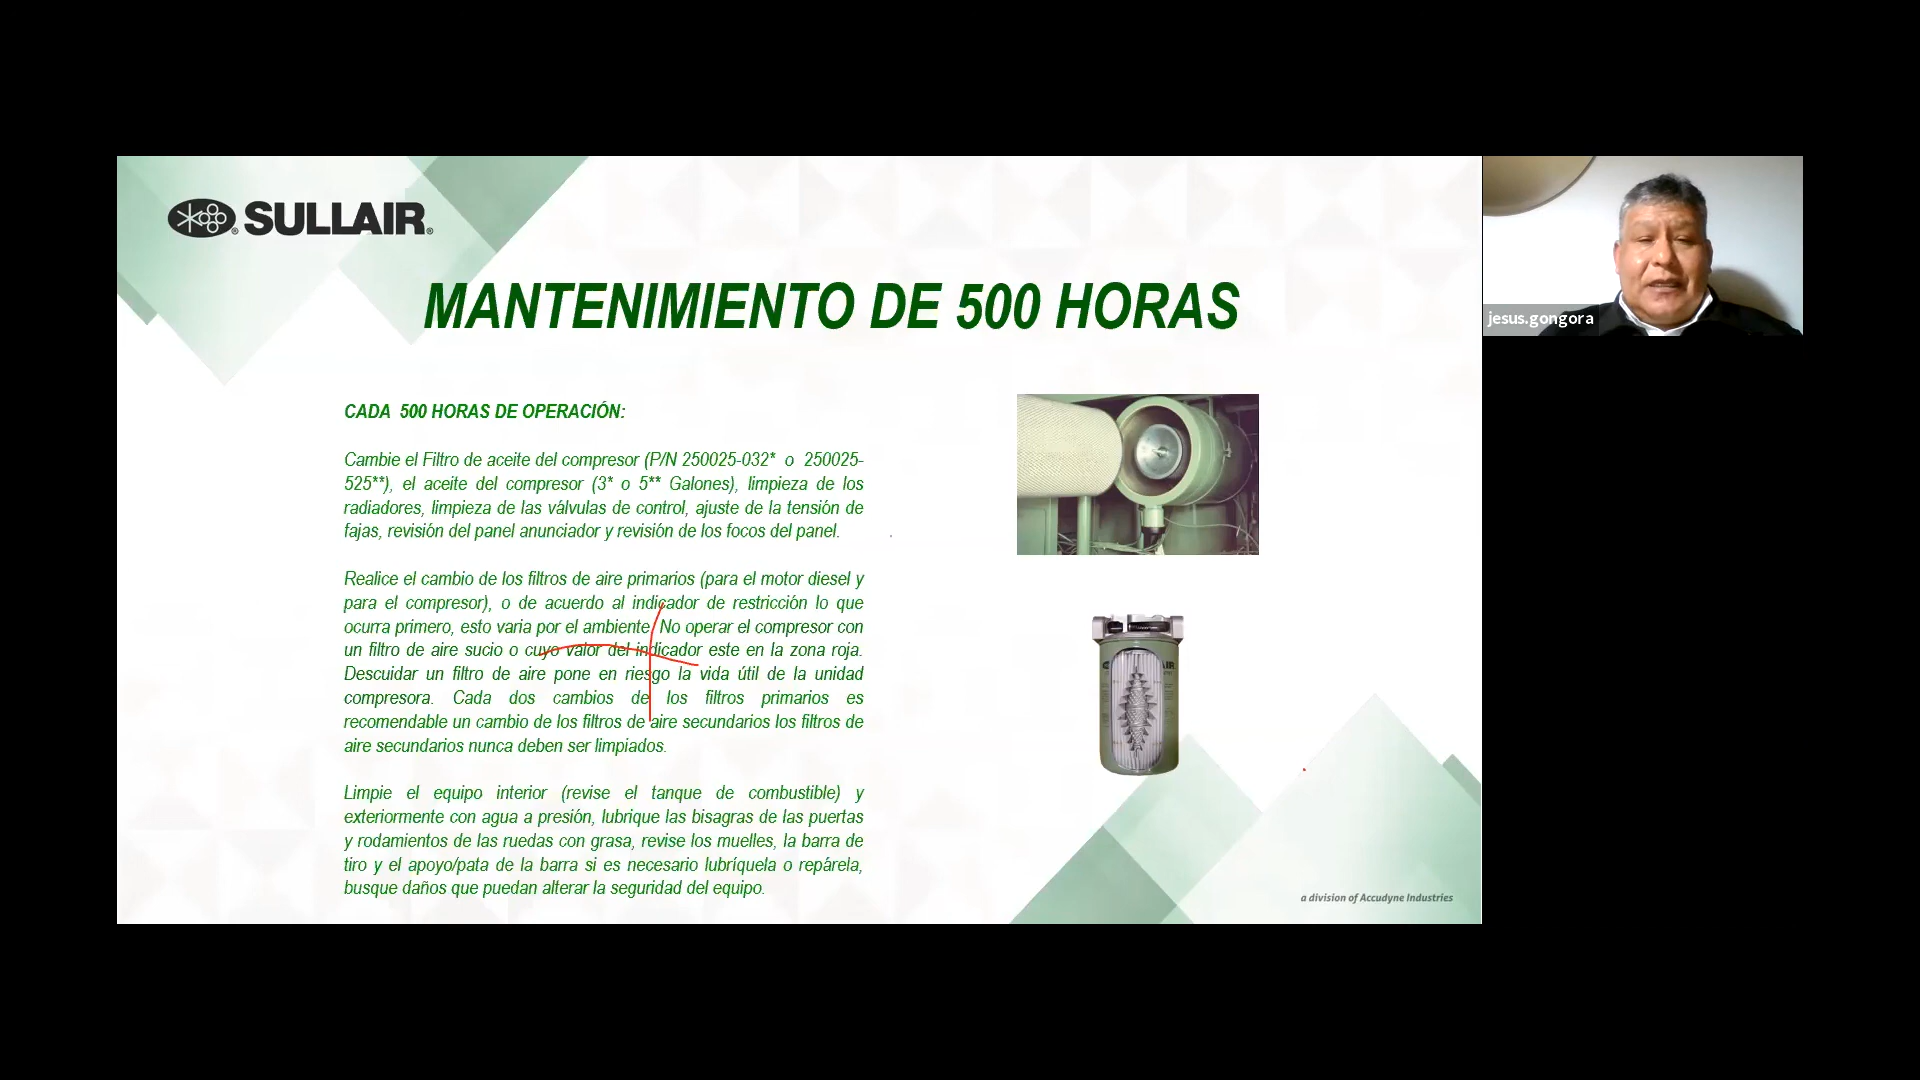 SULLAIR®
MANTENIMIENTO DE 500 HORAS
jesus.gongora
CADA 500 HORAS DE OPERACIÓN:
Cambie el Filtro de aceite del compresor (P/N 250025-032* o 250025-
525**), el aceite del compresor (3* o 5** Galones), limpieza de los
radiadores, limpieza de las válvulas de control, ajuste de la tensión de
fajas, revisión del panel anunciador y revisión de los focos del panel.
Realice el cambio de los filtros de aire primarios (para el motor diesel y
para el compresor), o de acuerdo al indicador de restricción lo que
ocurra primero, esto varia por el ambiente. No operar el compresor con
un filtro de aire sucio o cuyo valor del indicador este en la zona roja.
Descuidar un filtro de aire pone en riesgo la vida útil de la unidad
compresora. Cada dos cambios de los filtros primarios es
recomendable un cambio de los filtros de aire secundarios los filtros de
aire secundarios nunca deben ser limpiados.
Limpie el equipo interior (revise el tanque de combustible) y
exteriormente con agua a presión, lubrique las bisagras de las puertas
y rodamientos de las ruedas con grasa, revise los muelles, la barra de
tiro y el apoyo/pata de la barra si es necesario lubríquela o repárela,
busque daños que puedan alterar la seguridad del equipo.
a division of Accudyne Industries